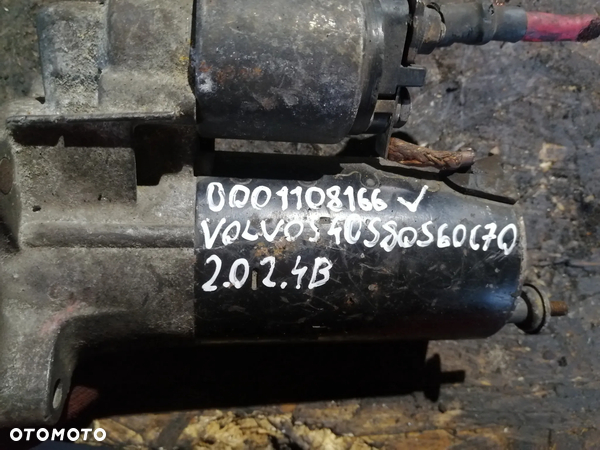 0001108166 ✓
VOLVO S40 S80 S60 C70
2.0 2.4B
OTOMOTO